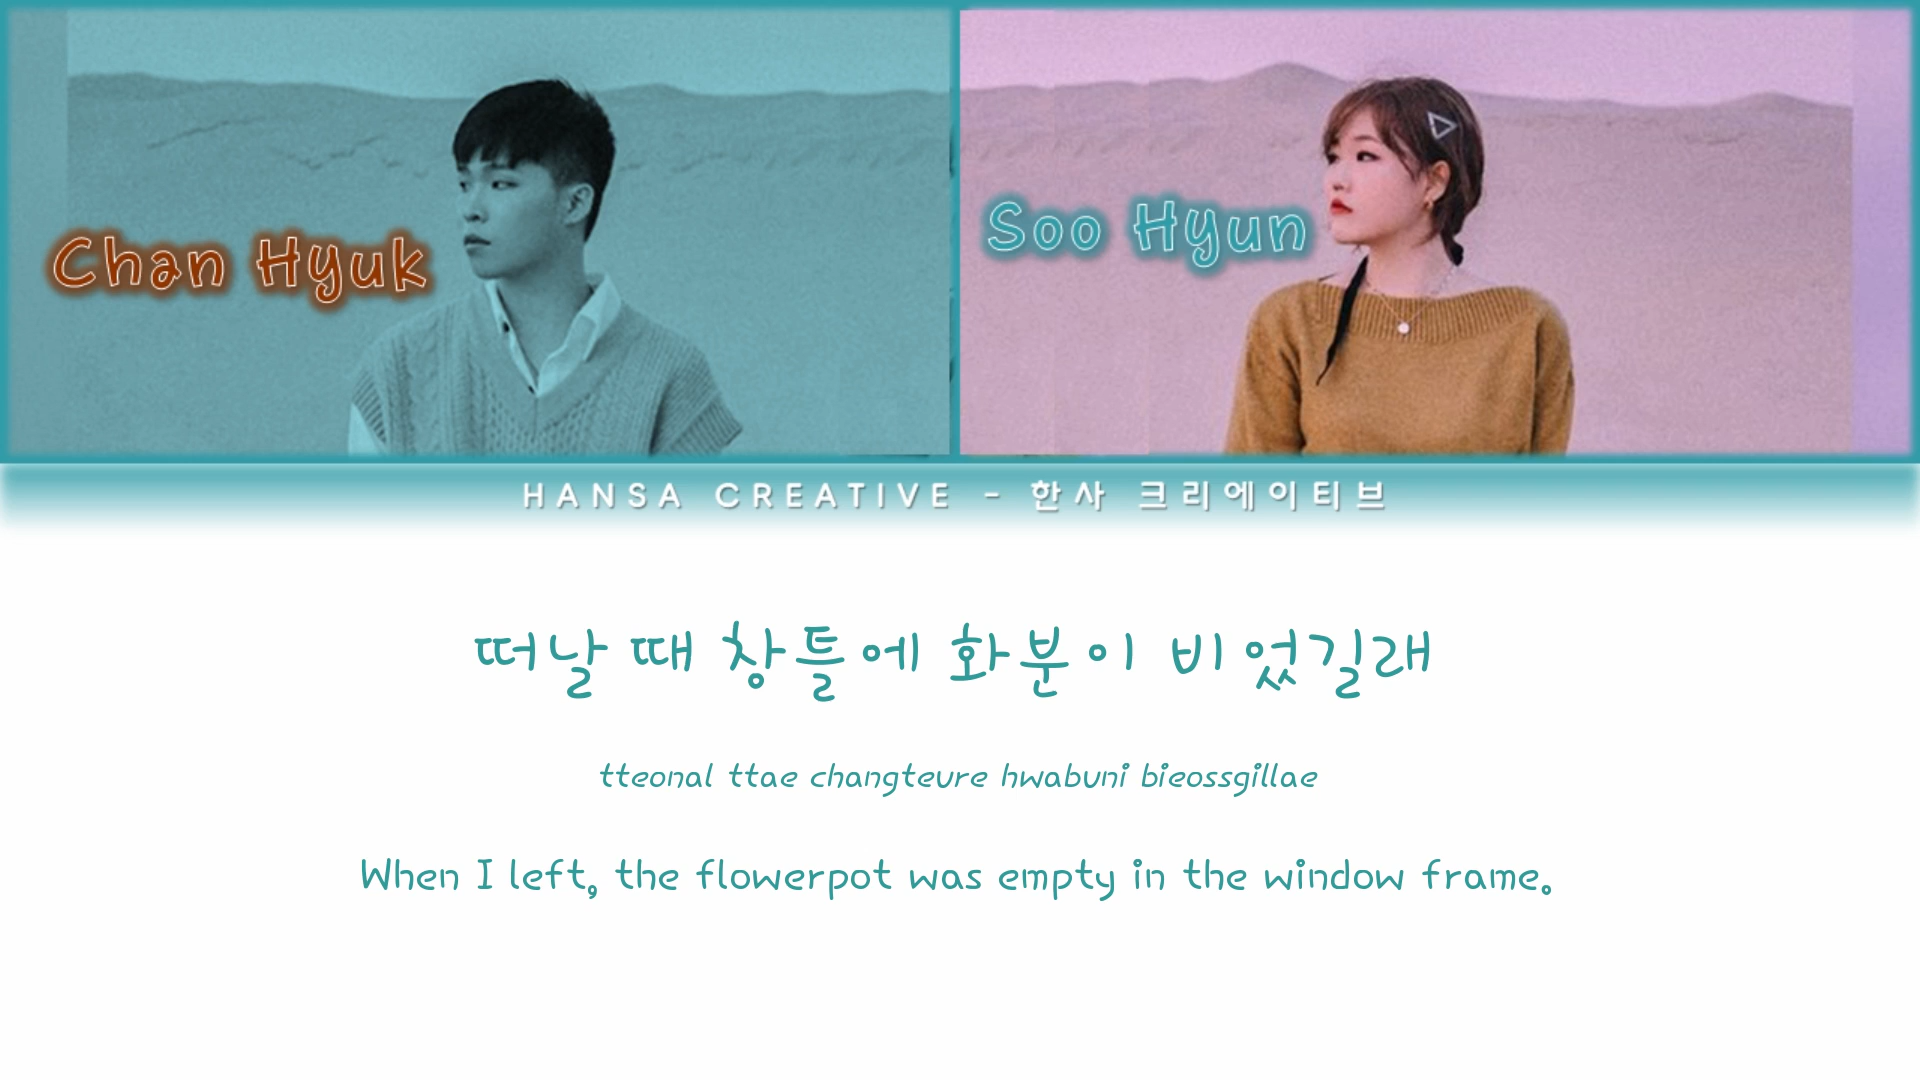 Chan Hyuk
Soo Hyun
HANSA CREATIVE - 한사 크리에이티브
떠날 때 창틀에 화분이 비었길래
tteonal ttae changteure hwabuni bieossgillae
When I left, the flowerpot was empty in the window frame.